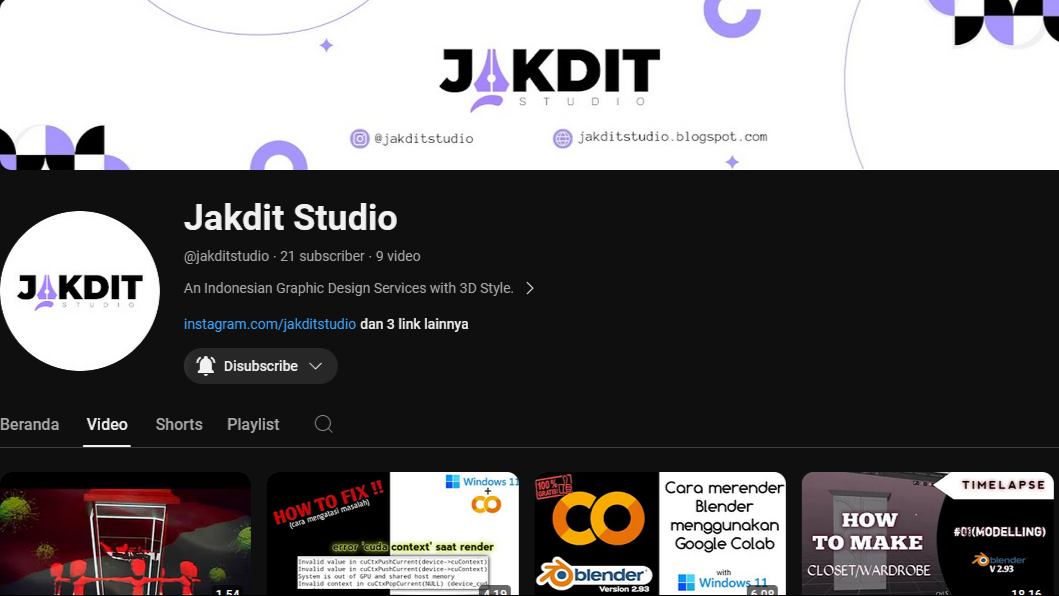 JAKDIT
STUDIO
@jakditstudio
jakditstudio.blogspot.com
JAKDIT
STUDIO
Jakdit Studio
@jakditstudio · 21 subscriber · 9 video
An Indonesian Graphic Design Services with 3D Style.
instagram.com/jakditstudio dan 3 link lainnya
Disubscribe
Beranda Video Shorts Playlist
1.54
HOW TO FIX !!
(cara mengatasi masalah)
Windows 11
+
error 'cuda context' saat render
Invalid value in cuCtxPushCurrent(device->cuContext)
Invalid value in cuCtxPushCurrent(device->cuContext)
System is out of GPU and shared host memory
Invalid context in cuCtxPopCurrent(NULL) (device_cud
4.19
100%
GRATIS!
Cara merender
Blender
menggunakan
Google Colab
with
Windows 11
blender
Version 2.93
6.08
TIMELAPSE
HOW
TO MAKE
CLOSET/WARDROBE
(MODELLING)
blender
V 2.93
18.16